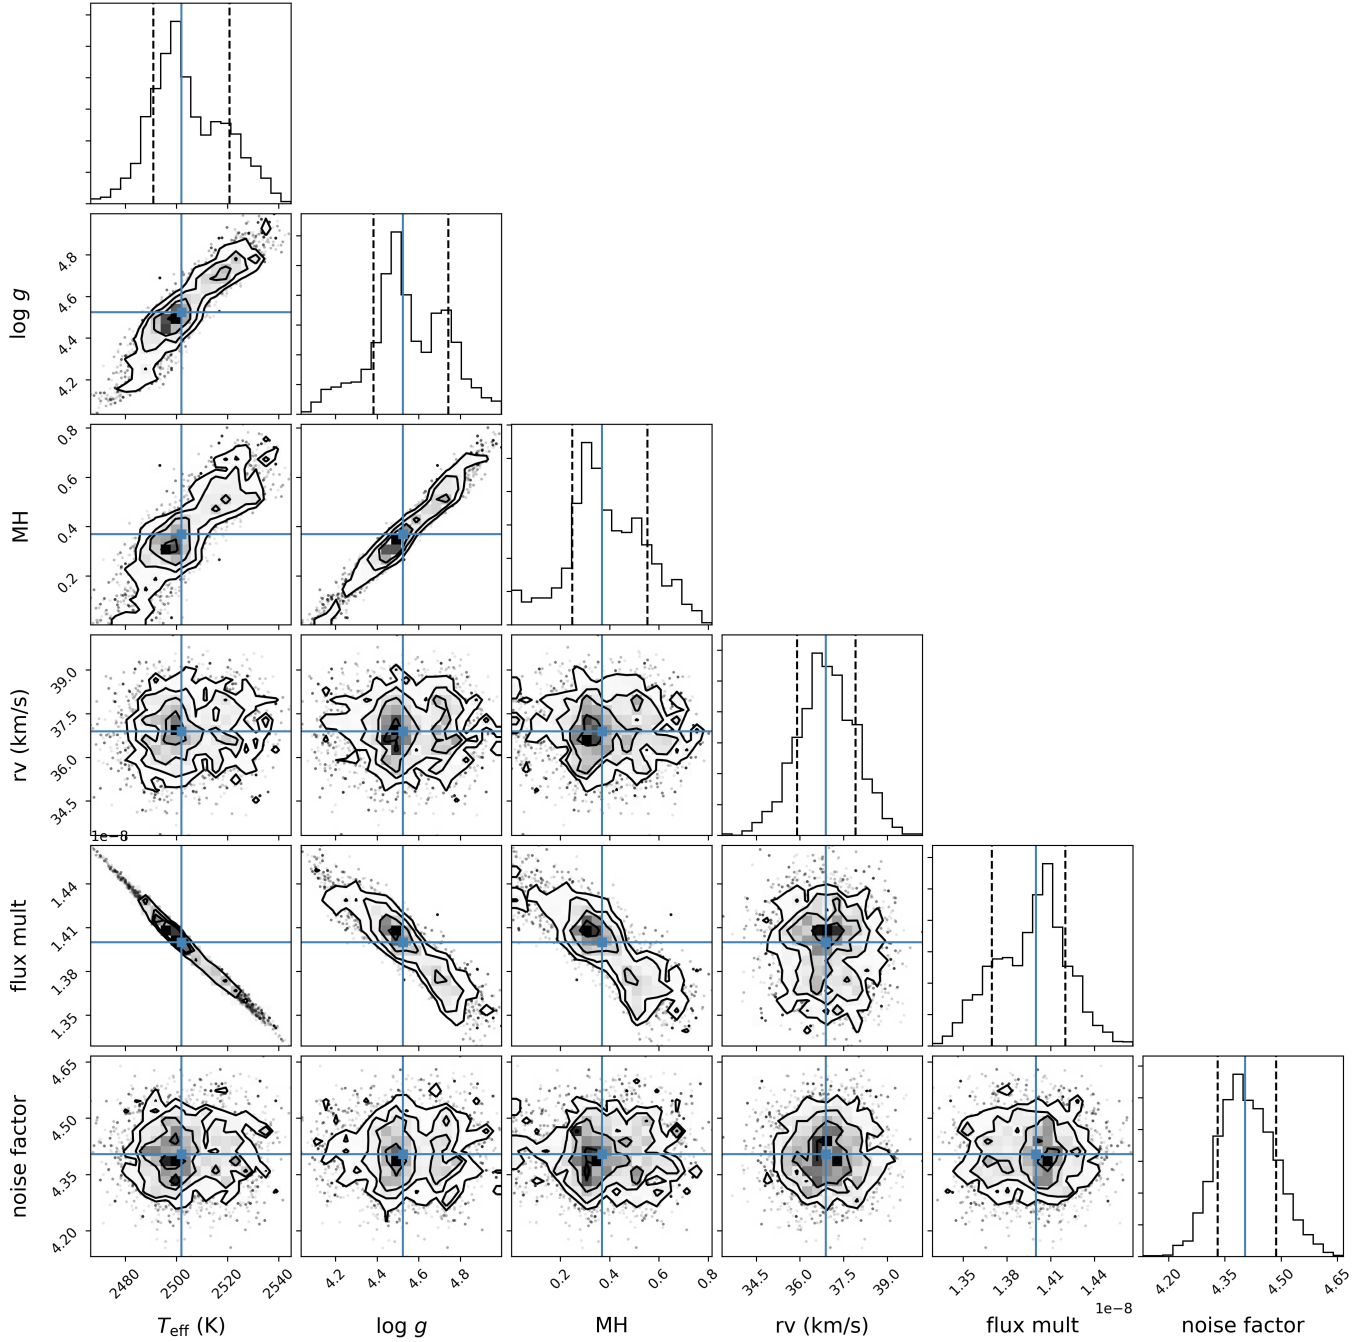 4.8
4.6
4.4
4.2
log g
0.8
0.6
0.4
0.2
MH
39.0
37.5
36.0
34.5
rv (km/s)
1e−8
1.44
1.41
1.38
1.35
flux mult
4.65
4.50
4.35
4.20
noise factor
2480 2500 2520 2540
4.2 4.4 4.6 4.8
0.2 0.4 0.6 0.8
34.5 36.0 37.5 39.0
1.35 1.38 1.41 1.44
1e−8
4.20 4.35 4.50 4.65
Teff (K)
log g
MH
rv (km/s)
flux mult
noise factor